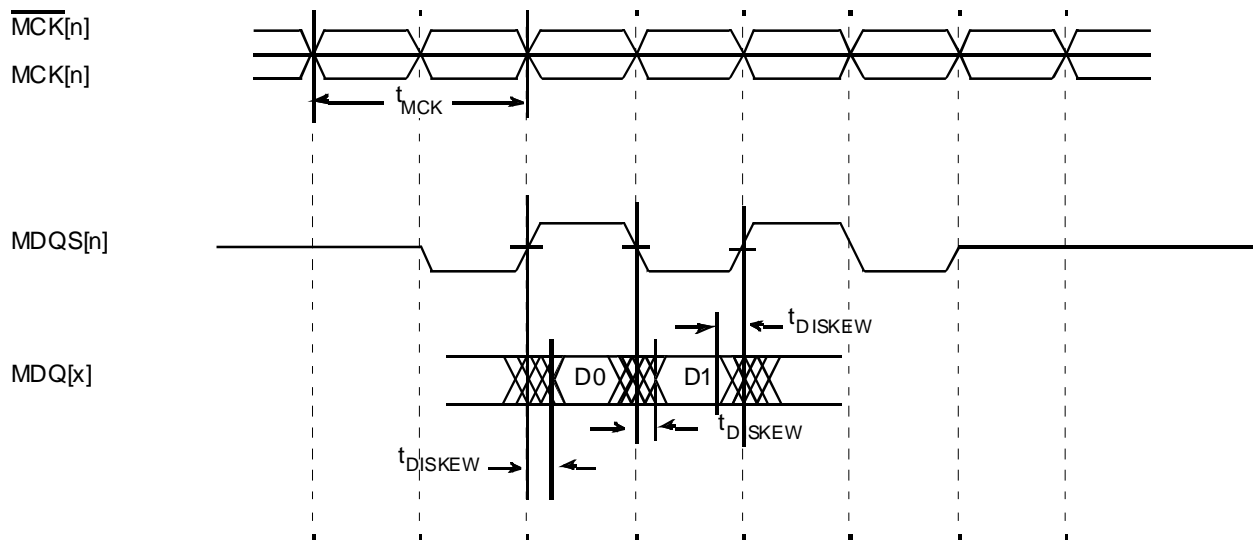 MCK[n]
MCK[n]
tMCK
MDQS[n]
tDISKEW
MDQ[x]
D0
D1
tDISKEW
tDISKEW